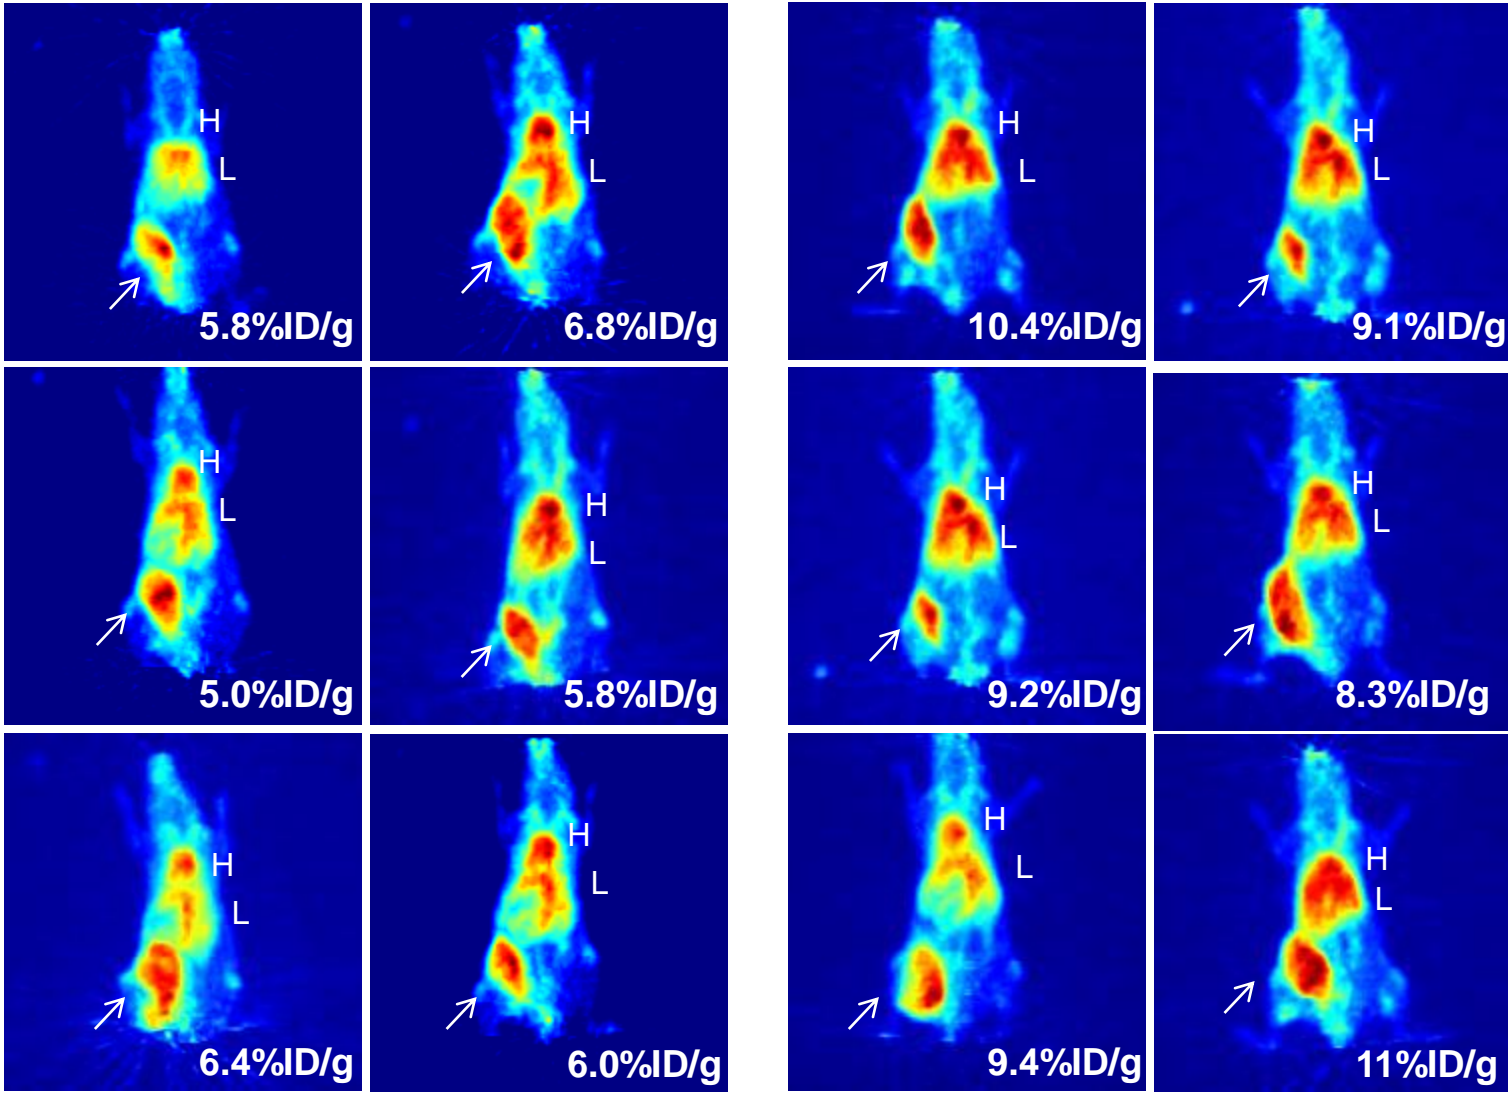 H
L
5.8%ID/g
H
L
6.8%ID/g
H
L
10.4%ID/g
H
L
9.1%ID/g
H
L
5.0%ID/g
H
L
5.8%ID/g
H
L
9.2%ID/g
H
L
8.3%ID/g
H
L
6.4%ID/g
H
L
6.0%ID/g
H
L
9.4%ID/g
H
L
11%ID/g